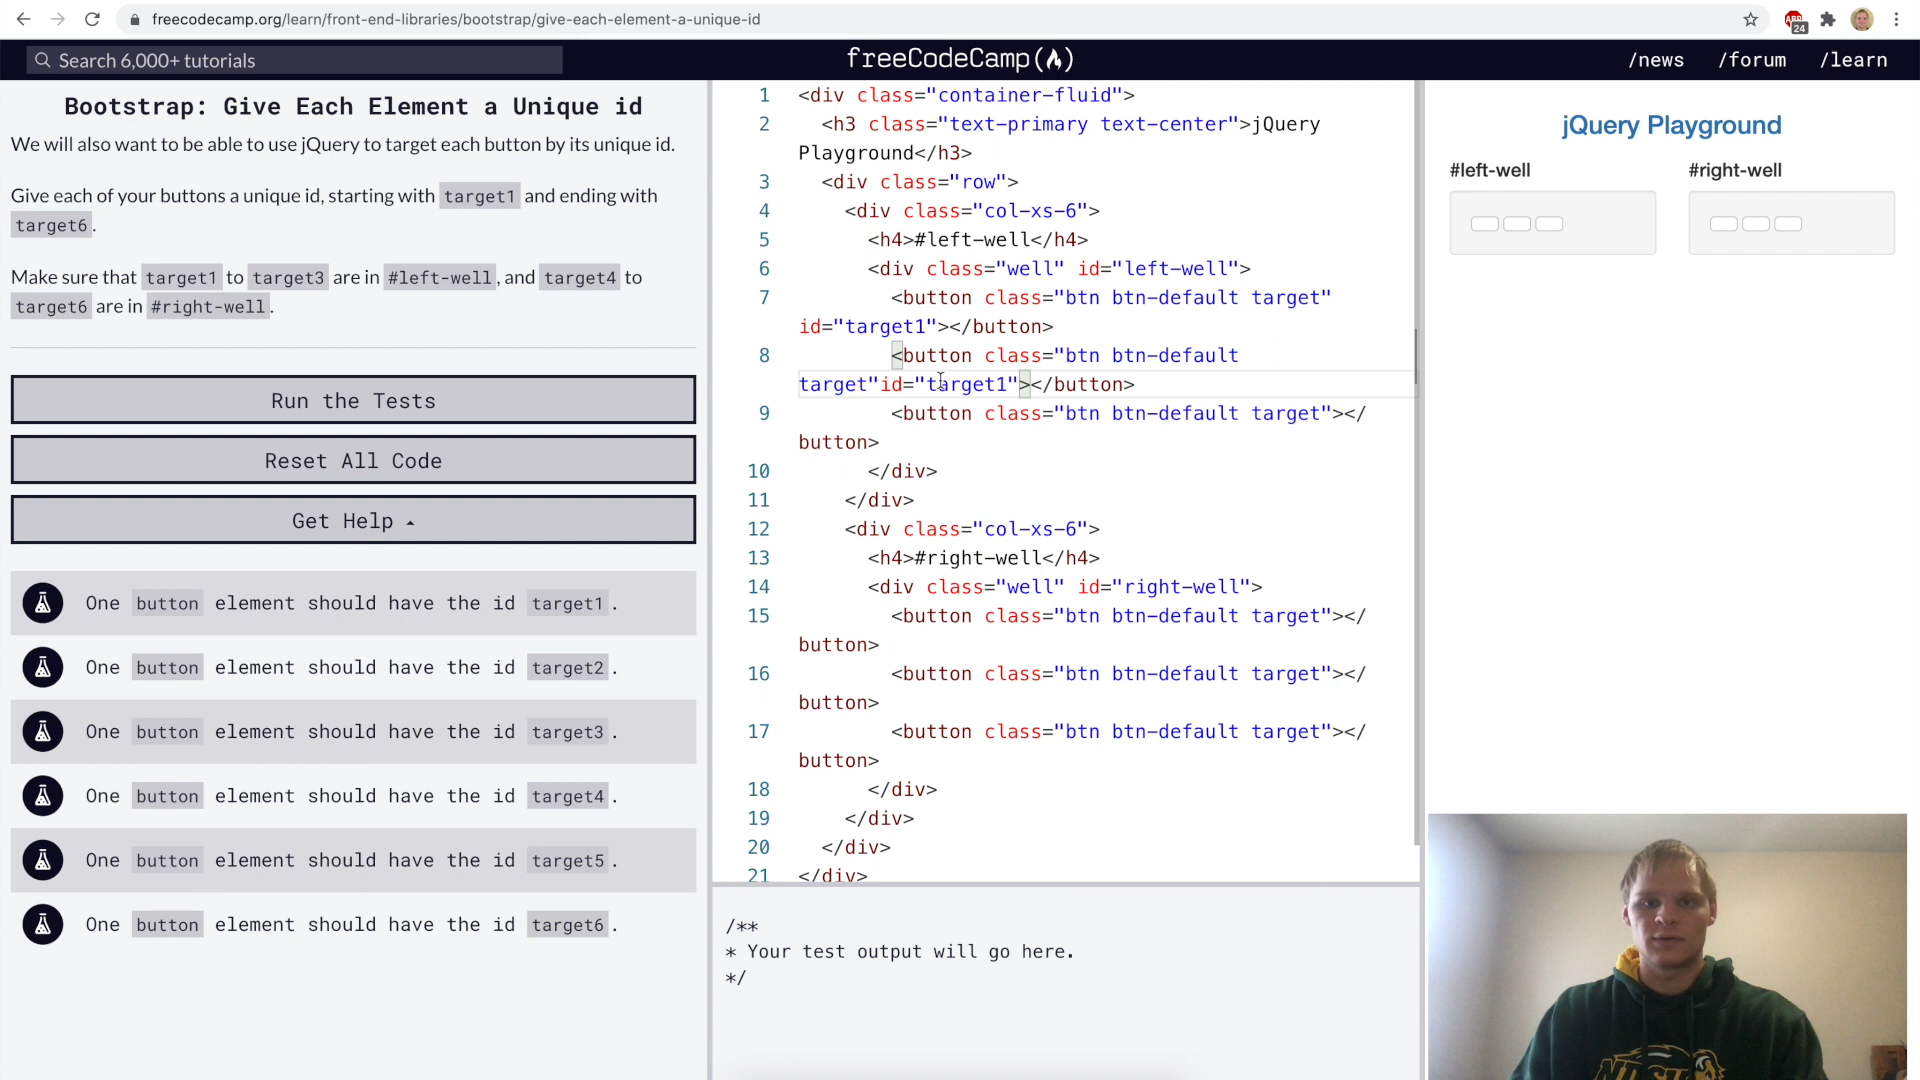 freecodecamp.org/learn/front-end-libraries/bootstrap/give-each-element-a-unique-id
24
Search 6,000+ tutorials
freeCodeCamp
/news
/forum
/learn
Bootstrap: Give Each Element a Unique id
We will also want to be able to use jQuery to target each button by its unique id.
Give each of your buttons a unique id, starting with target1 and ending with
target6.
Make sure that target1 to target3 are in #left-well, and target4 to
target6 are in #right-well.
Run the Tests
Reset All Code
Get Help
One button element should have the id target1.
One button element should have the id target2.
One button element should have the id target3.
One button element should have the id target4.
One button element should have the id target5.
One button element should have the id target6.
1 <div class="container-fluid">
2 <h3 class="text-primary text-center">jQuery
Playground</h3>
3 <div class="row">
4 <div class="col-xs-6">
5 <h4>#left-well</h4>
6 <div class="well" id="left-well">
7 <button class="btn btn-default target"
id="target1"></button>
8 <button class="btn btn-default
target"id="target1"></button>
9 <button class="btn btn-default target"></
button>
10 </div>
11 </div>
12 <div class="col-xs-6">
13 <h4>#right-well</h4>
14 <div class="well" id="right-well">
15 <button class="btn btn-default target"></
button>
16 <button class="btn btn-default target"></
button>
17 <button class="btn btn-default target"></
button>
18 </div>
19 </div>
20 </div>
21 </div>
/**
* Your test output will go here.
*/
jQuery Playground
#left-well
#right-well